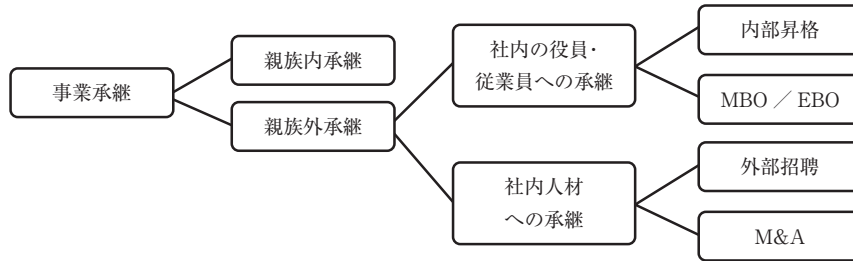 事業承継
親族内承継
親族外承継
社内の役員・
従業員への承継
社内人材
への承継
内部昇格
MBO ／ EBO
外部招聘
M&A